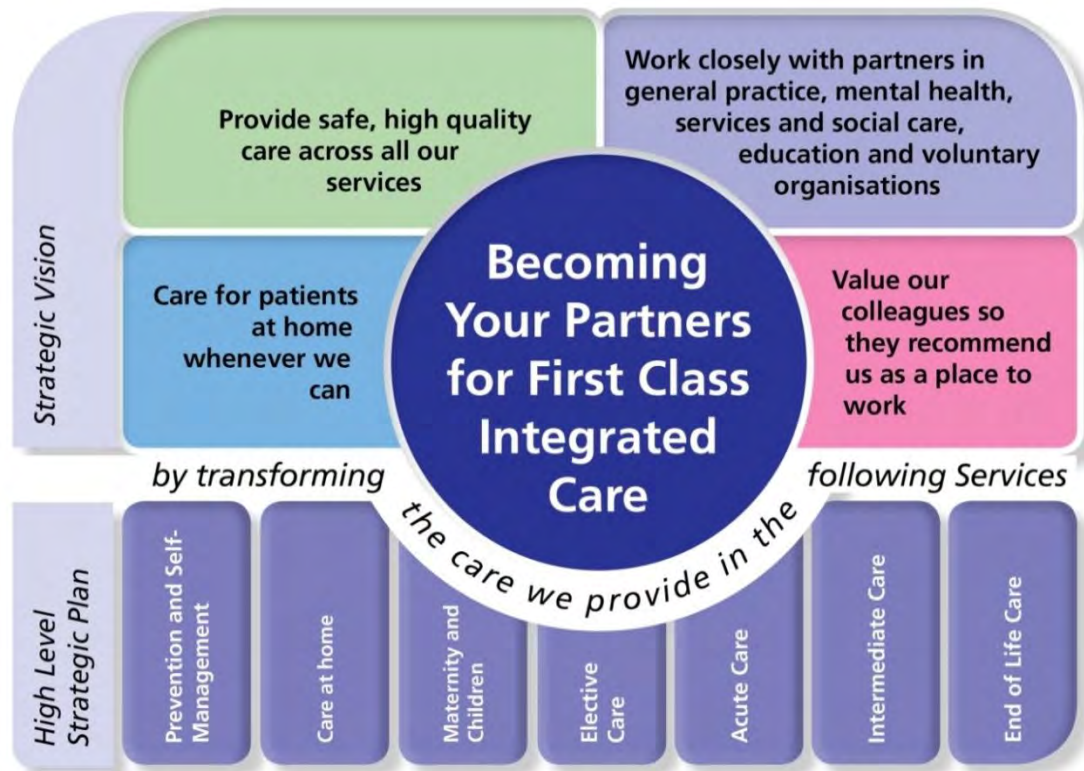 Strategic Vision
Provide safe, high quality
care across all our
services
Work closely with partners in
general practice, mental health,
services and social care,
education and voluntary
organisations
Care for patients
at home
whenever we
can
Becoming
Your Partners
for First Class
Integrated
Care
Value our
colleagues so
they recommend
us as a place to
work
by transforming
the care we provide in the
following Services
High Level
Strategic Plan
Prevention and Self-
Management
Care at home
Maternity and
Children
Elective
Care
Acute Care
Intermediate Care
End of Life Care